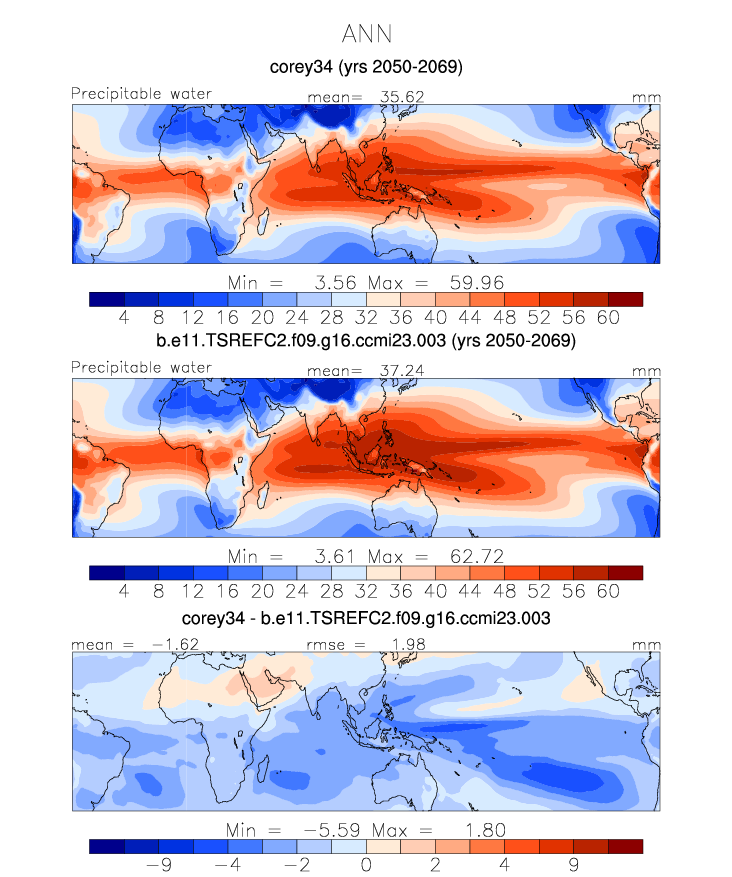 ANN
corey34 (yrs 2050-2069)
Precipitable water mean= 35.62 mm
Min = 3.56 Max = 59.96
4 8 12 16 20 24 28 32 36 40 44 48 52 56 60
b.e11.TSREFC2.f09.g16.ccmi23.003 (yrs 2050-2069)
Precipitable water mean= 37.24 mm
Min = 3.61 Max = 62.72
4 8 12 16 20 24 28 32 36 40 44 48 52 56 60
corey34 - b.e11.TSREFC2.f09.g16.ccmi23.003
mean = -1.62 rmse = 1.98 mm
Min = -5.59 Max = 1.80
-9 -4 -2 0 2 4 9